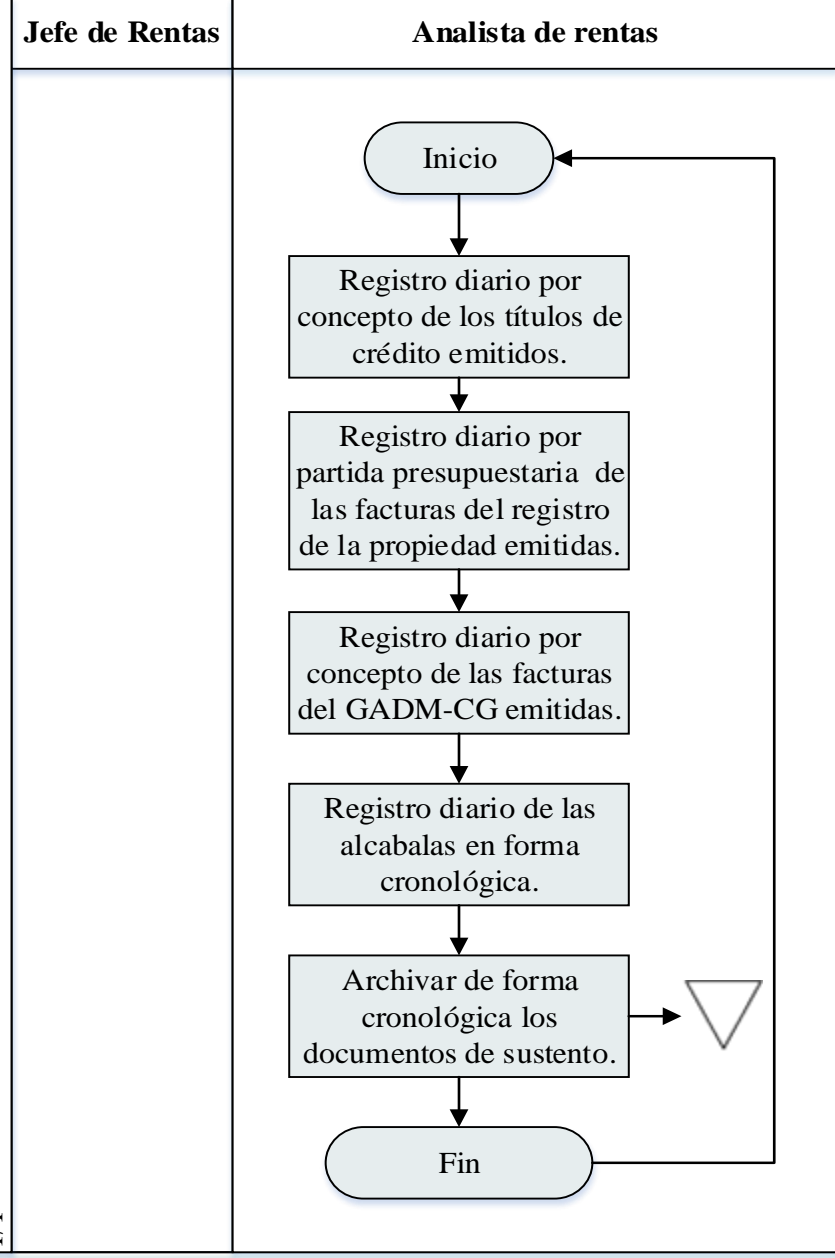 Jefe de Rentas
Analista de rentas
Inicio
Registro diario por
concepto de los títulos de
crédito emitidos.
Registro diario por
partida presupuestaria de
las facturas del registro
de la propiedad emitidas.
Registro diario por
concepto de las facturas
del GADM-CG emitidas.
Registro diario de las
alcabalas en forma
cronológica.
Archivar de forma
cronológica los
documentos de sustento.
Fin